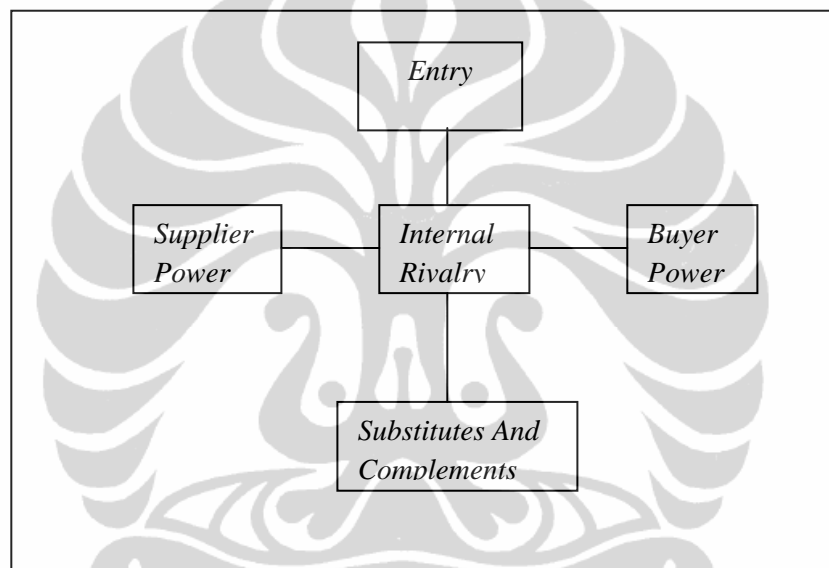 Entry
Supplier
Power
Internal
Rivalry
Buyer
Power
Substitutes And
Complements